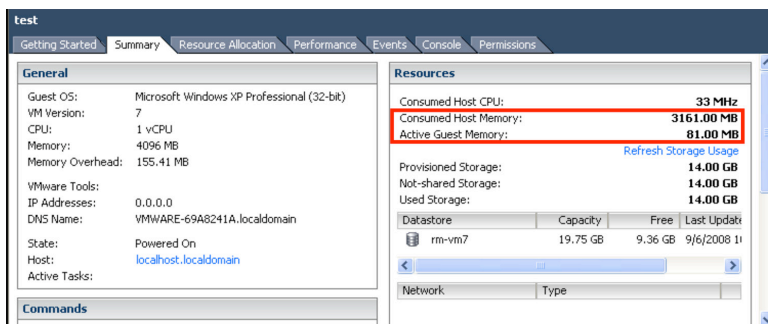 test
Getting Started Summary Resource Allocation Performance Events Console Permissions
General
Guest OS: Microsoft Windows XP Professional (32-bit)
VM Version: 7
CPU: 1 vCPU
Memory: 4096 MB
Memory Overhead: 155.41 MB
VMware Tools:
IP Addresses: 0.0.0.0
DNS Name: VMWARE-69A8241A.localdomain
State: Powered On
Host: localhost.localdomain
Active Tasks:
Commands
Resources
Consumed Host CPU: 33 MHz
Consumed Host Memory: 3161.00 MB
Active Guest Memory: 81.00 MB
Refresh Storage Usage
Provisioned Storage: 14.00 GB
Not-shared Storage: 14.00 GB
Used Storage: 14.00 GB
Datastore Capacity Free Last Update
rm-vm7 19.75 GB 9.36 GB 9/6/2008
Network Type